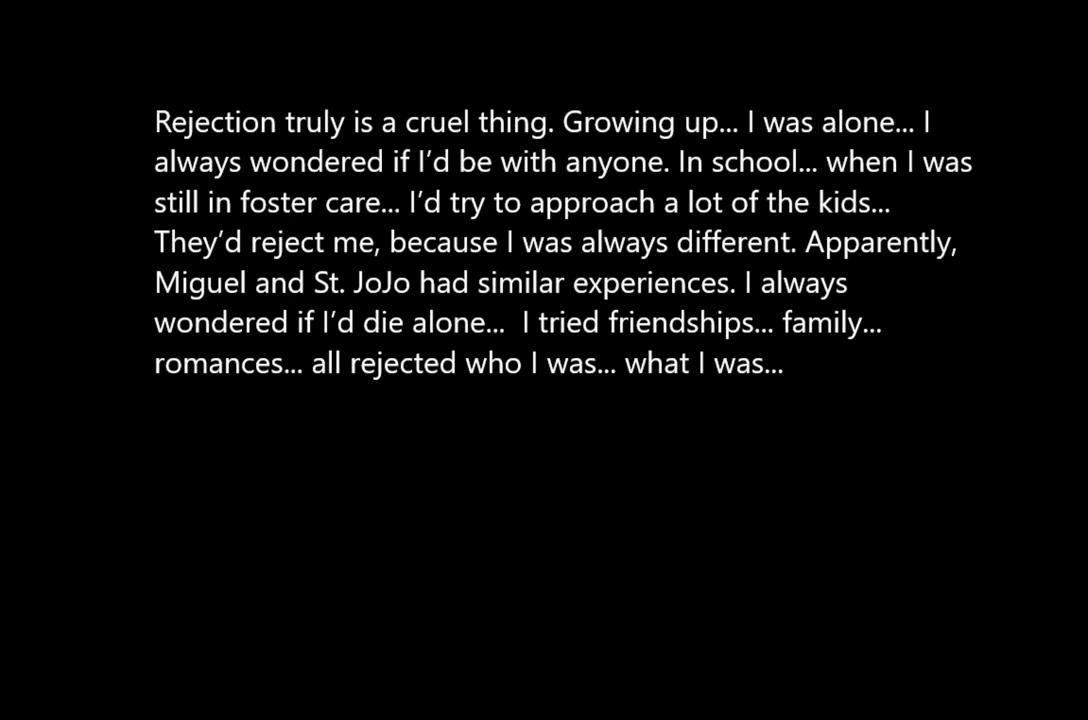 Rejection truly is a cruel thing. Growing up... I was alone... I
always wondered if I’d be with anyone. In school... when I was
still in foster care... I’d try to approach a lot of the kids...
They’d reject me, because I was always different. Apparently,
Miguel and St. JoJo had similar experiences. I always
wondered if I’d die alone...  I tried friendships... family...
romances... all rejected who I was... what I was...